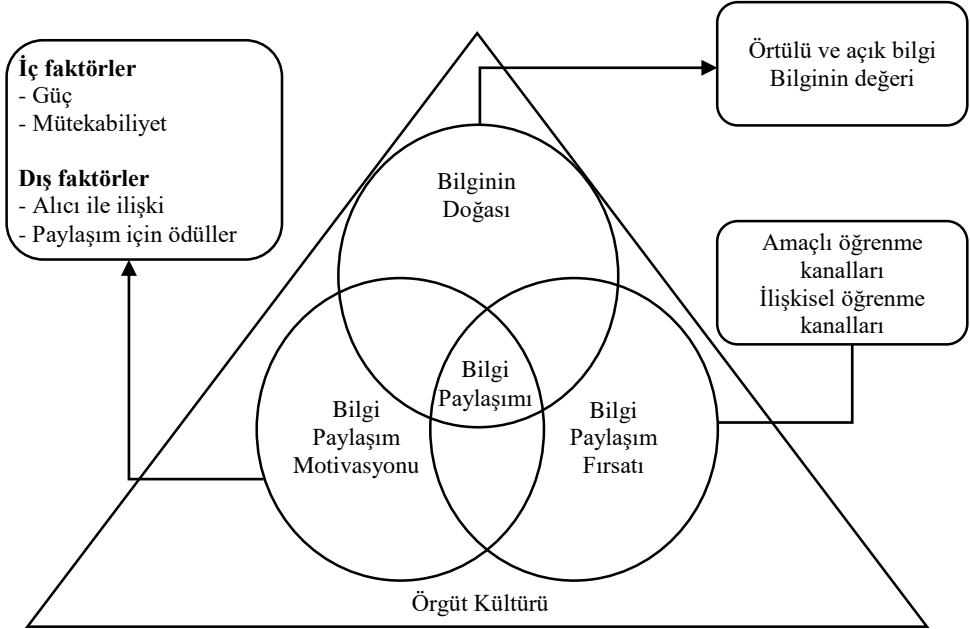 İç faktörler
- Güç
- Mütekabiliyet
Dış faktörler
- Alıcı ile ilişki
- Paylaşım için ödüller
Örtülü ve açık bilgi
Bilginin değeri
Bilginin
Doğası
Amaçlı öğrenme
kanalları
İlişkisel öğrenme
kanalları
Bilgi
Paylaşımı
Bilgi
Paylaşım
Motivasyonu
Bilgi
Paylaşım
Fırsatı
Örgüt Kültürü